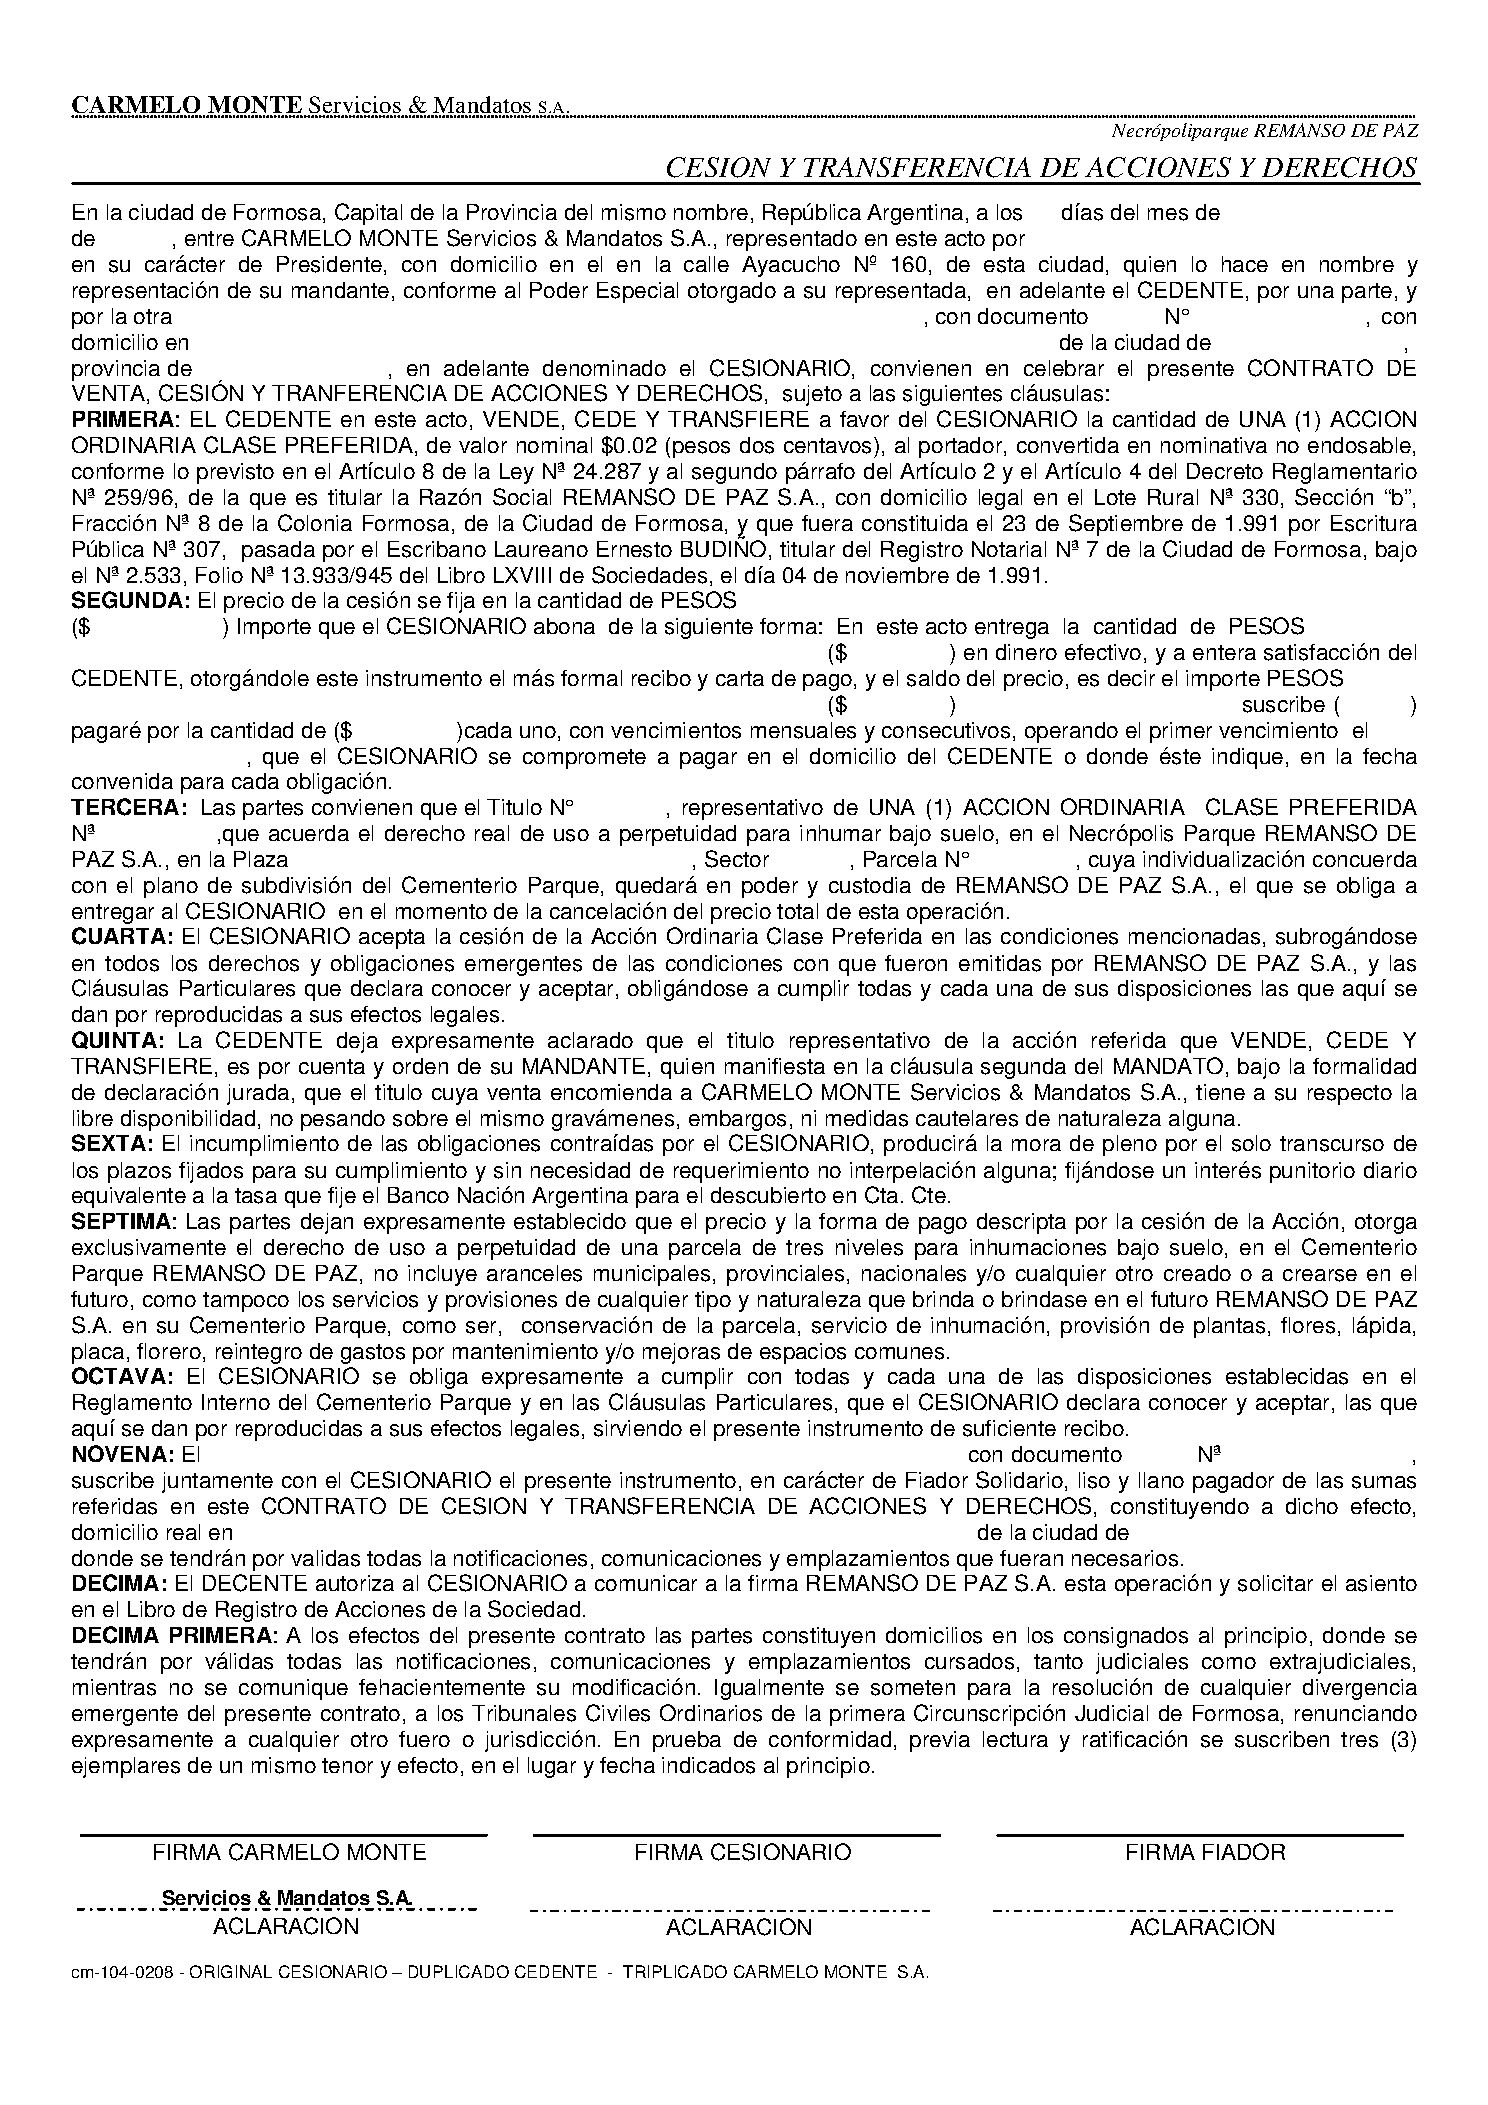 CARMELO MONTE Servicios & Mandatos S.A.
Necrópoliparque REMANSO DE PAZ
CESION Y TRANSFERENCIA DE ACCIONES Y DERECHOS
En la ciudad de Formosa, Capital de la Provincia del mismo nombre, República Argentina, a los días del mes de
de , entre CARMELO MONTE Servicios & Mandatos S.A., representado en este acto por
en su carácter de Presidente, con domicilio en el en la calle Ayacucho Nº 160, de esta ciudad, quien lo hace en nombre y
representación de su mandante, conforme al Poder Especial otorgado a su representada, en adelante el CEDENTE, por una parte, y
por la otra , con documento N° , con
domicilio en de la ciudad de ,
provincia de , en adelante denominado el CESIONARIO, convienen en celebrar el presente CONTRATO DE
VENTA, CESIÓN Y TRANFERENCIA DE ACCIONES Y DERECHOS, sujeto a las siguientes cláusulas:
PRIMERA: EL CEDENTE en este acto, VENDE, CEDE Y TRANSFIERE a favor del CESIONARIO la cantidad de UNA (1) ACCION
ORDINARIA CLASE PREFERIDA, de valor nominal $0.02 (pesos dos centavos), al portador, convertida en nominativa no endosable,
conforme lo previsto en el Artículo 8 de la Ley Nª 24.287 y al segundo párrafo del Artículo 2 y el Artículo 4 del Decreto Reglamentario
Nª 259/96, de la que es titular la Razón Social REMANSO DE PAZ S.A., con domicilio legal en el Lote Rural Nª 330, Sección “b”,
Fracción Nª 8 de la Colonia Formosa, de la Ciudad de Formosa, y que fuera constituida el 23 de Septiembre de 1.991 por Escritura
Pública Nª 307, pasada por el Escribano Laureano Ernesto BUDIÑO, titular del Registro Notarial Nª 7 de la Ciudad de Formosa, bajo
el Nª 2.533, Folio Nª 13.933/945 del Libro LXVIII de Sociedades, el día 04 de noviembre de 1.991.
SEGUNDA: El precio de la cesión se fija en la cantidad de PESOS
($ ) Importe que el CESIONARIO abona de la siguiente forma: En este acto entrega la cantidad de PESOS
($ ) en dinero efectivo, y a entera satisfacción del
CEDENTE, otorgándole este instrumento el más formal recibo y carta de pago, y el saldo del precio, es decir el importe PESOS
($ ) suscribe ( )
pagaré por la cantidad de ($ )cada uno, con vencimientos mensuales y consecutivos, operando el primer vencimiento el
, que el CESIONARIO se compromete a pagar en el domicilio del CEDENTE o donde éste indique, en la fecha
convenida para cada obligación.
TERCERA: Las partes convienen que el Titulo N° , representativo de UNA (1) ACCION ORDINARIA CLASE PREFERIDA
Nª ,que acuerda el derecho real de uso a perpetuidad para inhumar bajo suelo, en el Necrópolis Parque REMANSO DE
PAZ S.A., en la Plaza , Sector , Parcela N° , cuya individualización concuerda
con el plano de subdivisión del Cementerio Parque, quedará en poder y custodia de REMANSO DE PAZ S.A., el que se obliga a
entregar al CESIONARIO en el momento de la cancelación del precio total de esta operación.
CUARTA: El CESIONARIO acepta la cesión de la Acción Ordinaria Clase Preferida en las condiciones mencionadas, subrogándose
en todos los derechos y obligaciones emergentes de las condiciones con que fueron emitidas por REMANSO DE PAZ S.A., y las
Cláusulas Particulares que declara conocer y aceptar, obligándose a cumplir todas y cada una de sus disposiciones las que aquí se
dan por reproducidas a sus efectos legales.
QUINTA: La CEDENTE deja expresamente aclarado que el titulo representativo de la acción referida que VENDE, CEDE Y
TRANSFIERE, es por cuenta y orden de su MANDANTE, quien manifiesta en la cláusula segunda del MANDATO, bajo la formalidad
de declaración jurada, que el titulo cuya venta encomienda a CARMELO MONTE Servicios & Mandatos S.A., tiene a su respecto la
libre disponibilidad, no pesando sobre el mismo gravámenes, embargos, ni medidas cautelares de naturaleza alguna.
SEXTA: El incumplimiento de las obligaciones contraídas por el CESIONARIO, producirá la mora de pleno por el solo transcurso de
los plazos fijados para su cumplimiento y sin necesidad de requerimiento no interpelación alguna; fijándose un interés punitorio diario
equivalente a la tasa que fije el Banco Nación Argentina para el descubierto en Cta. Cte.
SEPTIMA: Las partes dejan expresamente establecido que el precio y la forma de pago descripta por la cesión de la Acción, otorga
exclusivamente el derecho de uso a perpetuidad de una parcela de tres niveles para inhumaciones bajo suelo, en el Cementerio
Parque REMANSO DE PAZ, no incluye aranceles municipales, provinciales, nacionales y/o cualquier otro creado o a crearse en el
futuro, como tampoco los servicios y provisiones de cualquier tipo y naturaleza que brinda o brindase en el futuro REMANSO DE PAZ
S.A. en su Cementerio Parque, como ser, conservación de la parcela, servicio de inhumación, provisión de plantas, flores, lápida,
placa, florero, reintegro de gastos por mantenimiento y/o mejoras de espacios comunes.
OCTAVA: El CESIONARIO se obliga expresamente a cumplir con todas y cada una de las disposiciones establecidas en el
Reglamento Interno del Cementerio Parque y en las Cláusulas Particulares, que el CESIONARIO declara conocer y aceptar, las que
aquí se dan por reproducidas a sus efectos legales, sirviendo el presente instrumento de suficiente recibo.
NOVENA: El con documento Nª ,
suscribe juntamente con el CESIONARIO el presente instrumento, en carácter de Fiador Solidario, liso y llano pagador de las sumas
referidas en este CONTRATO DE CESION Y TRANSFERENCIA DE ACCIONES Y DERECHOS, constituyendo a dicho efecto,
domicilio real en de la ciudad de
donde se tendrán por validas todas la notificaciones, comunicaciones y emplazamientos que fueran necesarios.
DECIMA: El DECENTE autoriza al CESIONARIO a comunicar a la firma REMANSO DE PAZ S.A. esta operación y solicitar el asiento
en el Libro de Registro de Acciones de la Sociedad.
DECIMA PRIMERA: A los efectos del presente contrato las partes constituyen domicilios en los consignados al principio, donde se
tendrán por válidas todas las notificaciones, comunicaciones y emplazamientos cursados, tanto judiciales como extrajudiciales,
mientras no se comunique fehacientemente su modificación. Igualmente se someten para la resolución de cualquier divergencia
emergente del presente contrato, a los Tribunales Civiles Ordinarios de la primera Circunscripción Judicial de Formosa, renunciando
expresamente a cualquier otro fuero o jurisdicción. En prueba de conformidad, previa lectura y ratificación se suscriben tres (3)
ejemplares de un mismo tenor y efecto, en el lugar y fecha indicados al principio.
FIRMA CARMELO MONTE FIRMA CESIONARIO FIRMA FIADOR
Servicios & Mandatos S.A.
ACLARACION ACLARACION ACLARACION
cm-104-0208 - ORIGINAL CESIONARIO – DUPLICADO CEDENTE - TRIPLICADO CARMELO MONTE S.A.